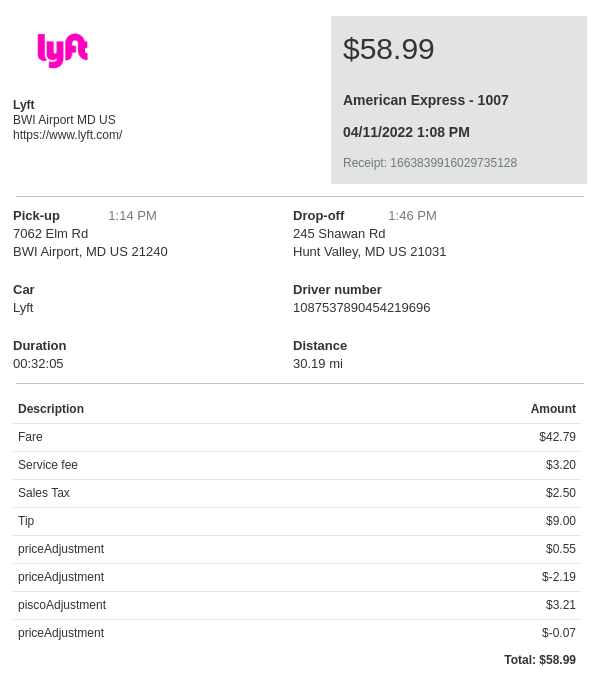 lyft
$58.99
American Express - 1007
04/11/2022 1:08 PM
Receipt: 1663839916029735128
Lyft
BWI Airport MD US
https://www.lyft.com/
Pick-up 1:14 PM
7062 Elm Rd
BWI Airport, MD US 21240
Drop-off 1:46 PM
245 Shawan Rd
Hunt Valley, MD US 21031
Car
Lyft
Driver number
1087537890454219696
Duration
00:32:05
Distance
30.19 mi
Description Amount
Fare $42.79
Service fee $3.20
Sales Tax $2.50
Tip $9.00
priceAdjustment $0.55
priceAdjustment $-2.19
piscoAdjustment $3.21
priceAdjustment $-0.07
Total: $58.99